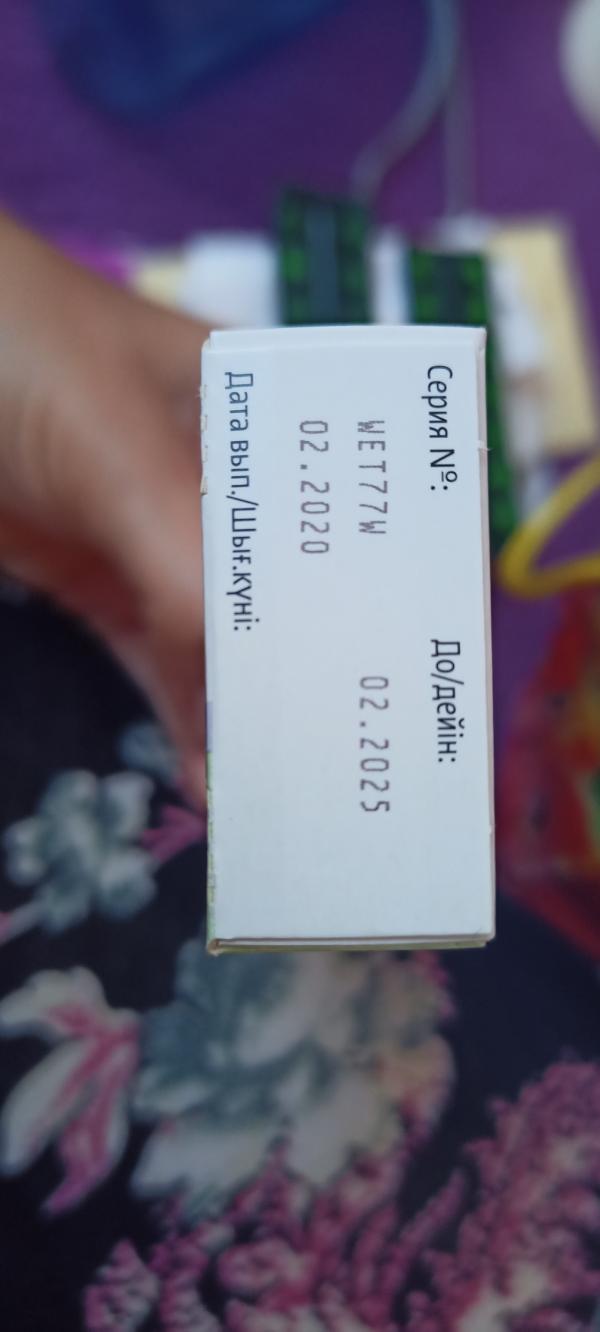 Серия №: До/дейін:
WET77W 02.2025
02.2020
Дата вып./Шығ.күні: